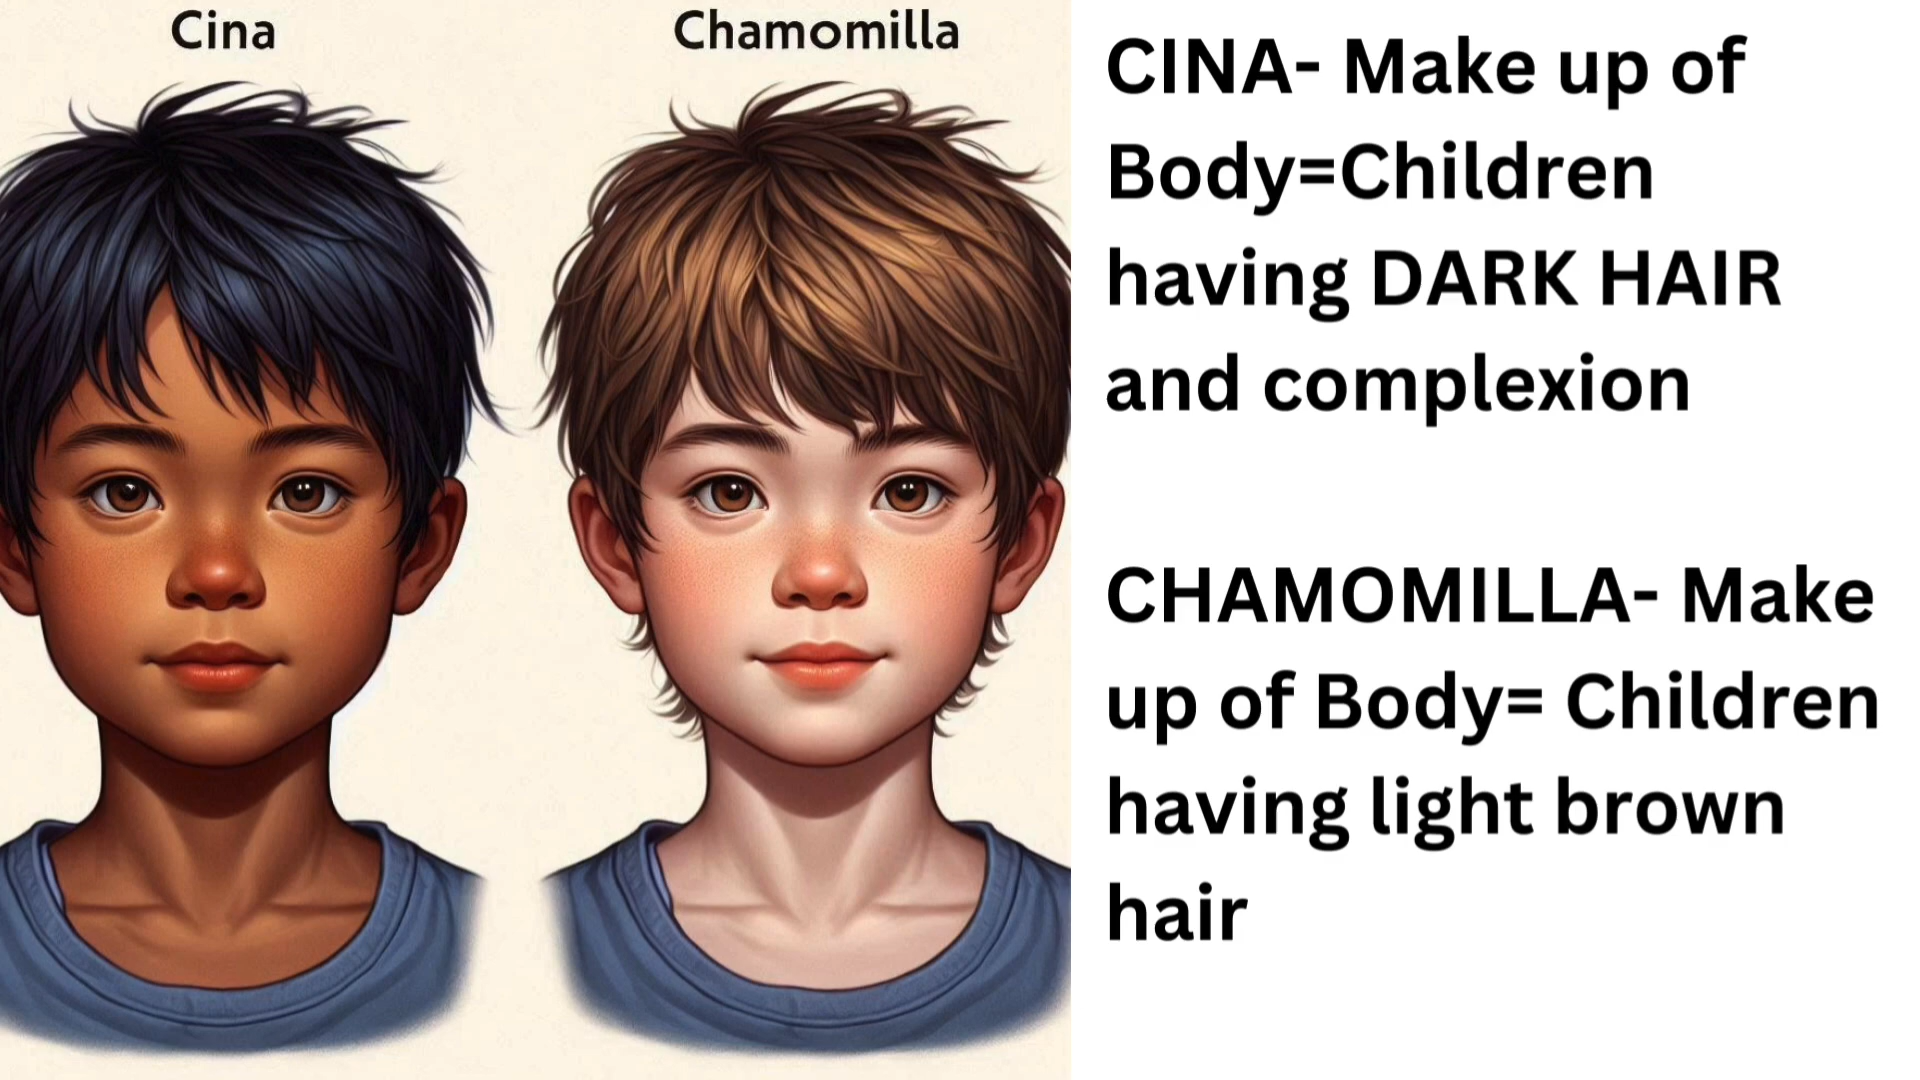 Cina
Chamomilla
CINA- Make up of
Body=Children
having DARK HAIR
and complexion
CHAMOMILLA- Make
up of Body= Children
having light brown
hair